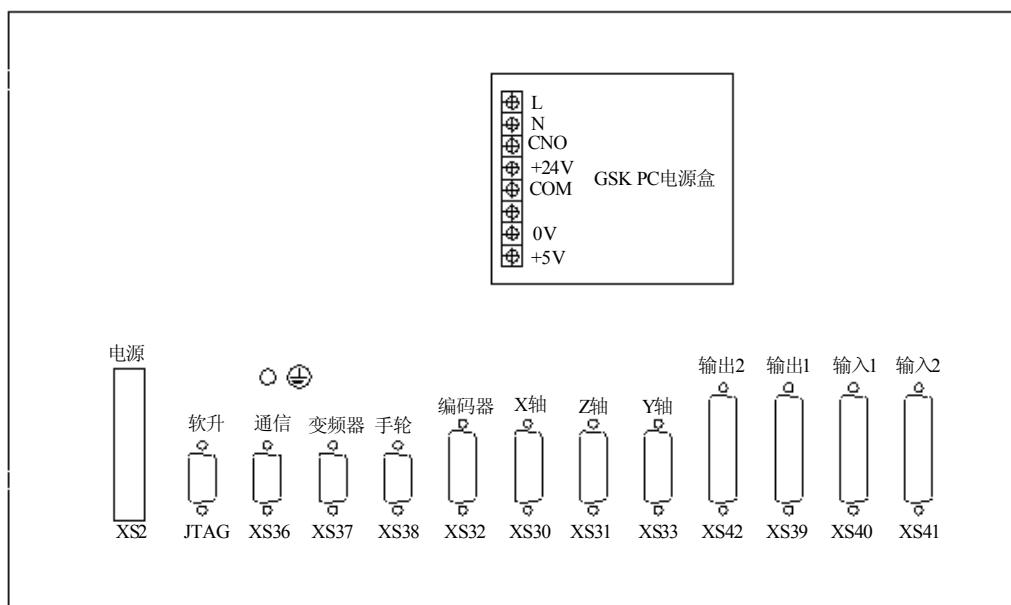 L
N
CNO
+24V
COM
GSK PC电源盒
0V
+5V
电源
输出2 输出1 输入1 输入2
软升 通信 变频器 手轮 编码器 X轴 Z轴 Y轴
XS2 JTAG XS36 XS37 XS38 XS32 XS30 XS31 XS33 XS42 XS39 XS40 XS41